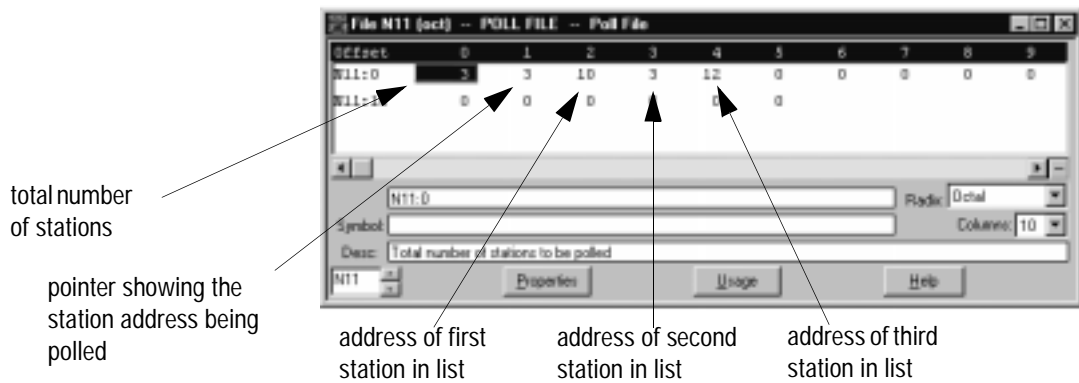 File N11 (oct) -- POLL FILE -- Poll File
Offset 0 1 2 3 4 5 6 7 8 9
N11:0 3 3 10 3 12 0 0 0 0 0
0 0 0 0 0
total number
of stations
N11:0 Radix: Octal
Symbol: Columns: 10
Desc: Total number of stations to be polled
N11 Properties Usage Help
pointer showing the
station address being
polled
address of first
station in list
address of second
station in list
address of third
station in list